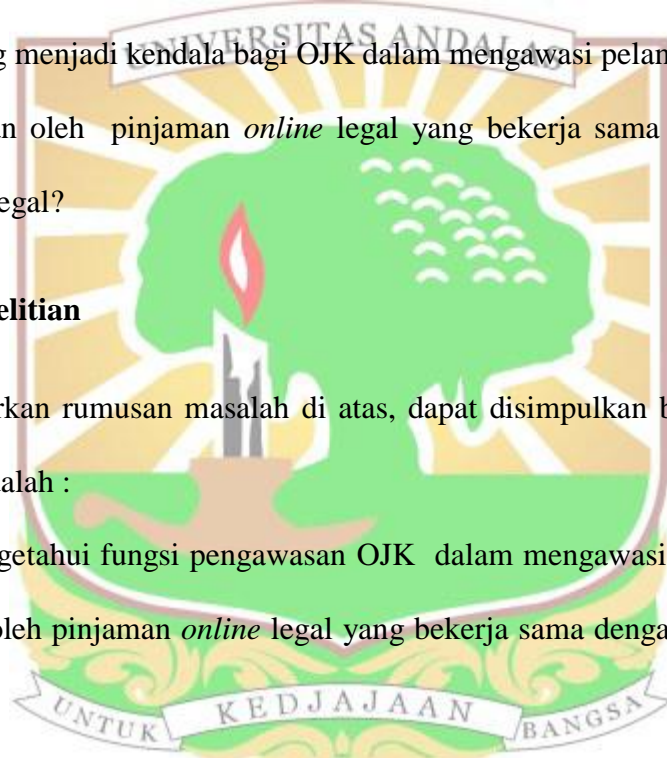 UNIVERSITAS ANDALAS
g menjadi kendala bagi OJK dalam mengawasi
oleh pinjaman online legal yang bekerja sama
egal?
elitian
rkan rumusan masalah di atas, dapat disimpulkan
alah :
getahui fungsi pengawasan OJK dalam mengawasi
oleh pinjaman online legal yang bekerja sama
UNTUK KEDJAJAAN BANGSA